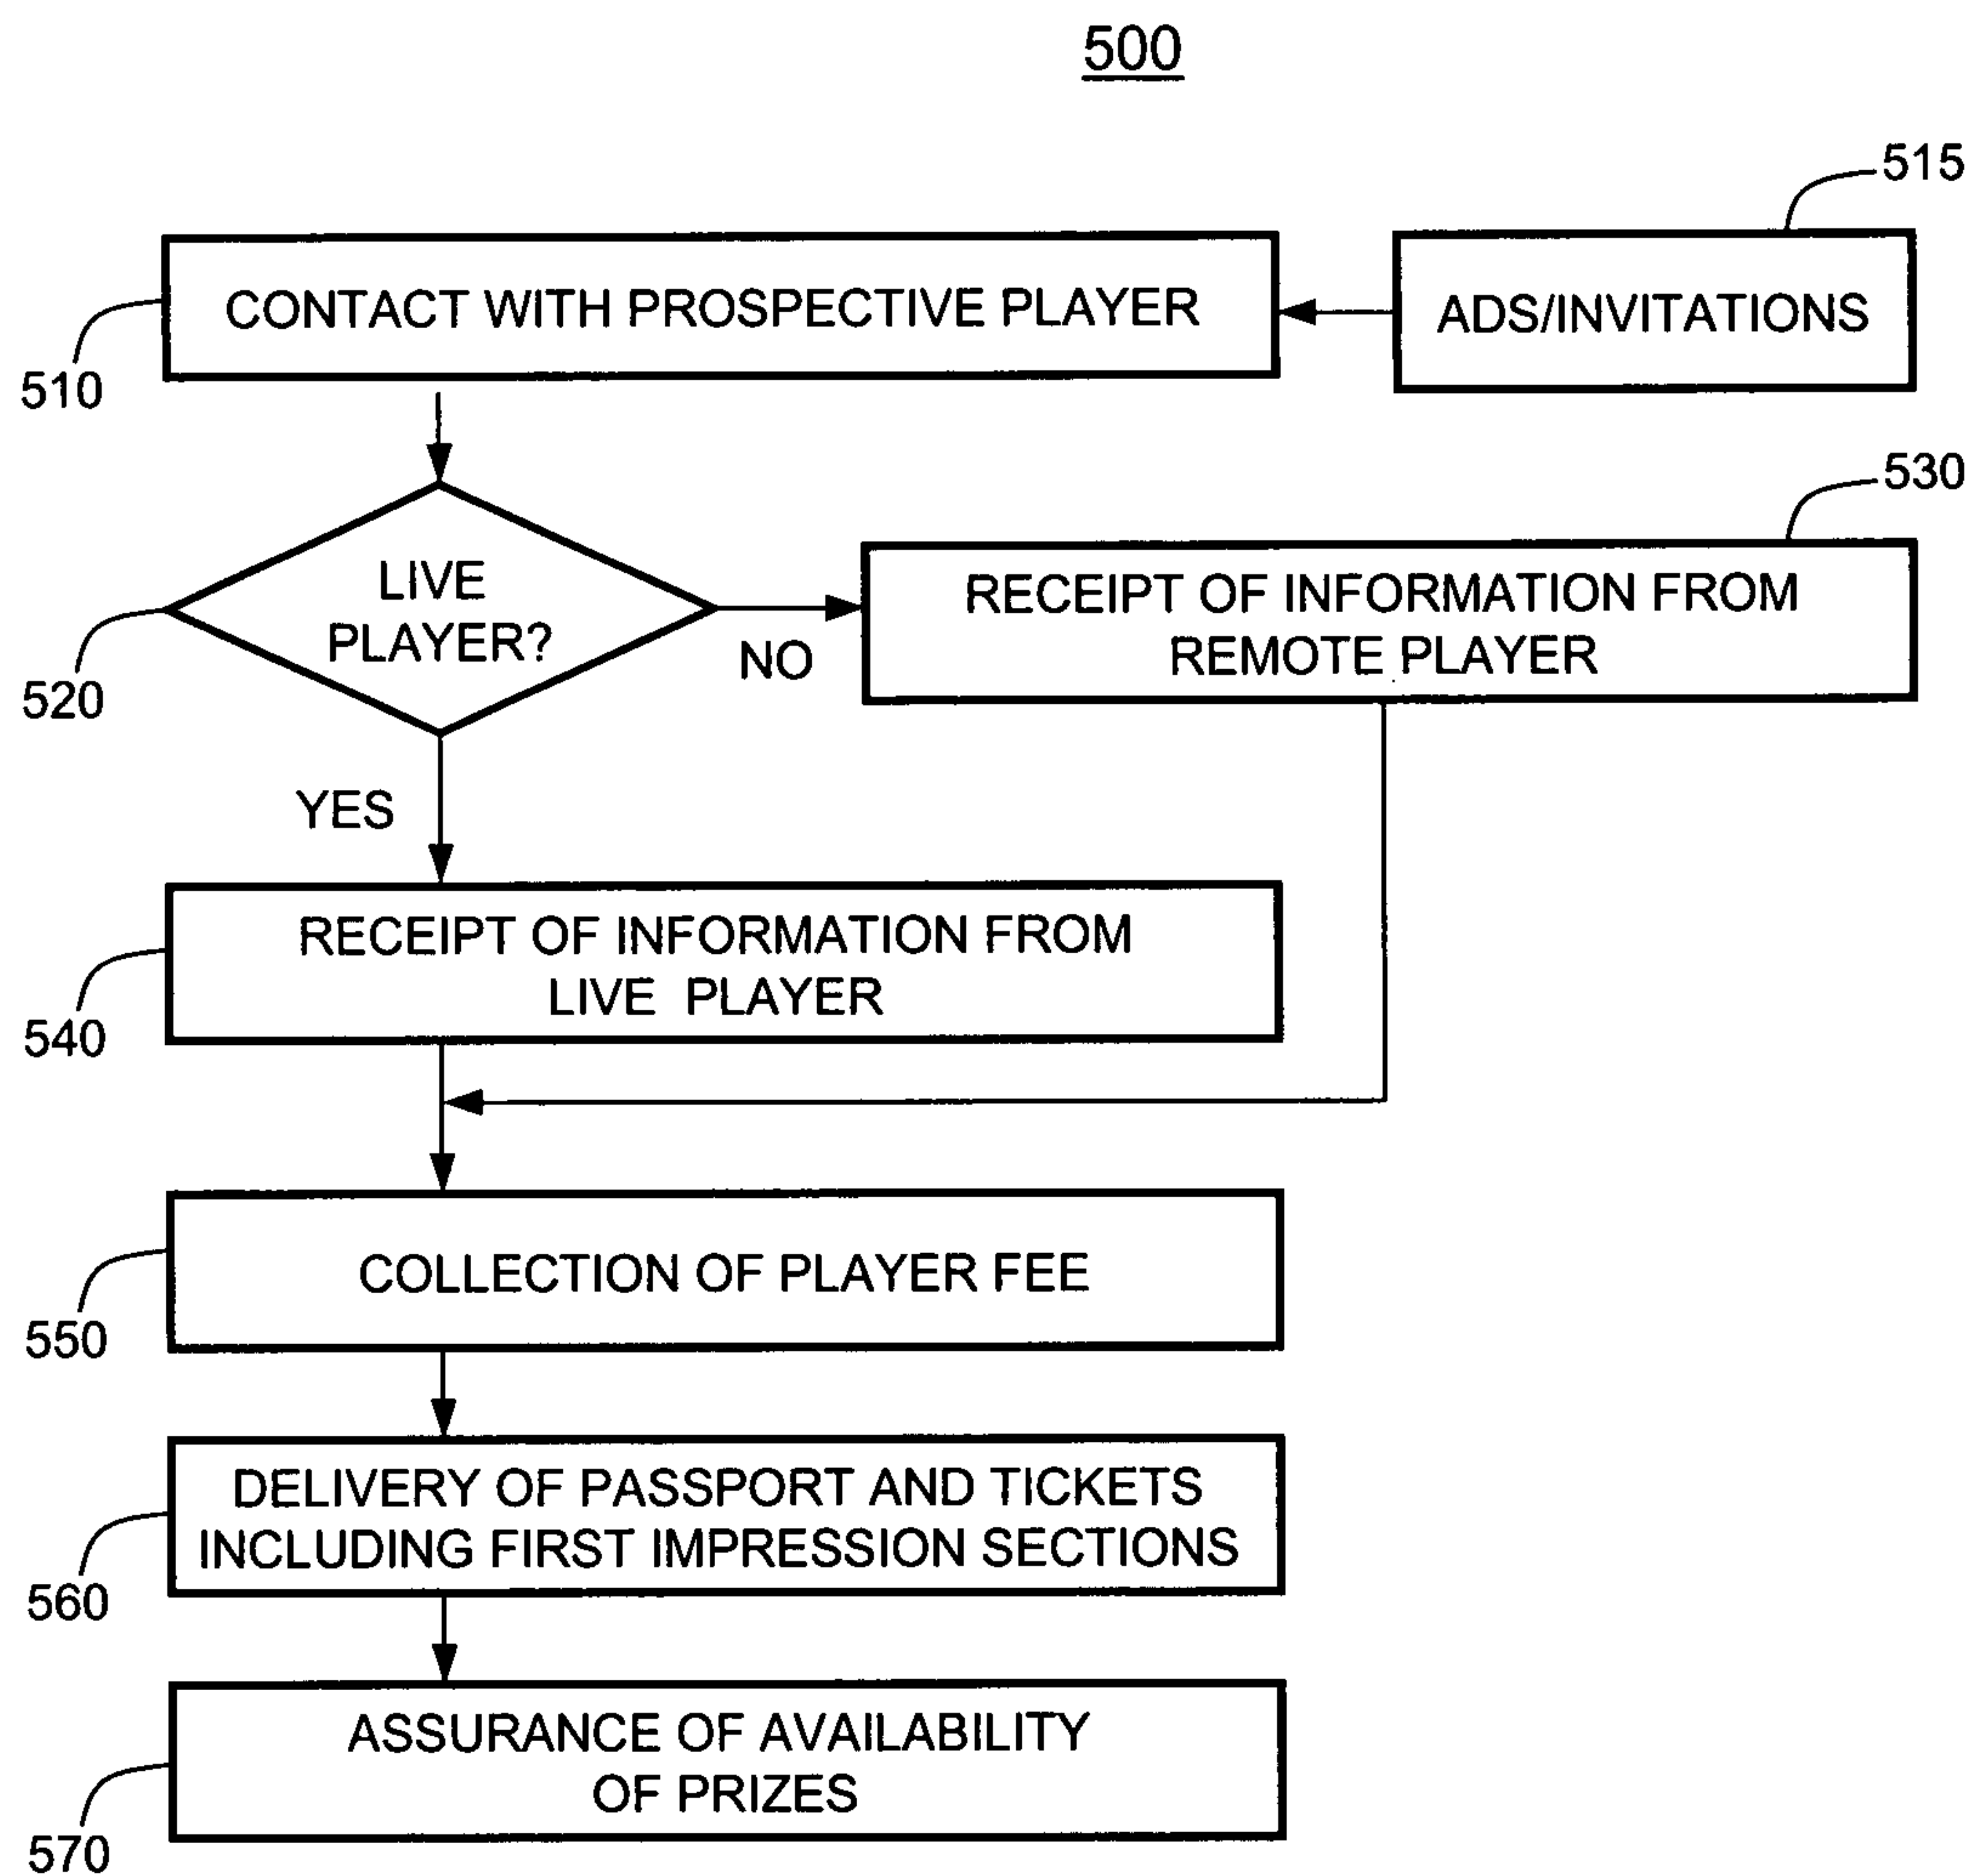 500
515
CONTACT WITH PROSPECTIVE PLAYER
ADS/INVITATIONS
510
530
LIVE
PLAYER?
NO
RECEIPT OF INFORMATION FROM
REMOTE PLAYER
520
YES
RECEIPT OF INFORMATION FROM
LIVE PLAYER
540
COLLECTION OF PLAYER FEE
550
DELIVERY OF PASSPORT AND TICKETS
INCLUDING FIRST IMPRESSION SECTIONS
560
ASSURANCE OF AVAILABILITY
OF PRIZES
570